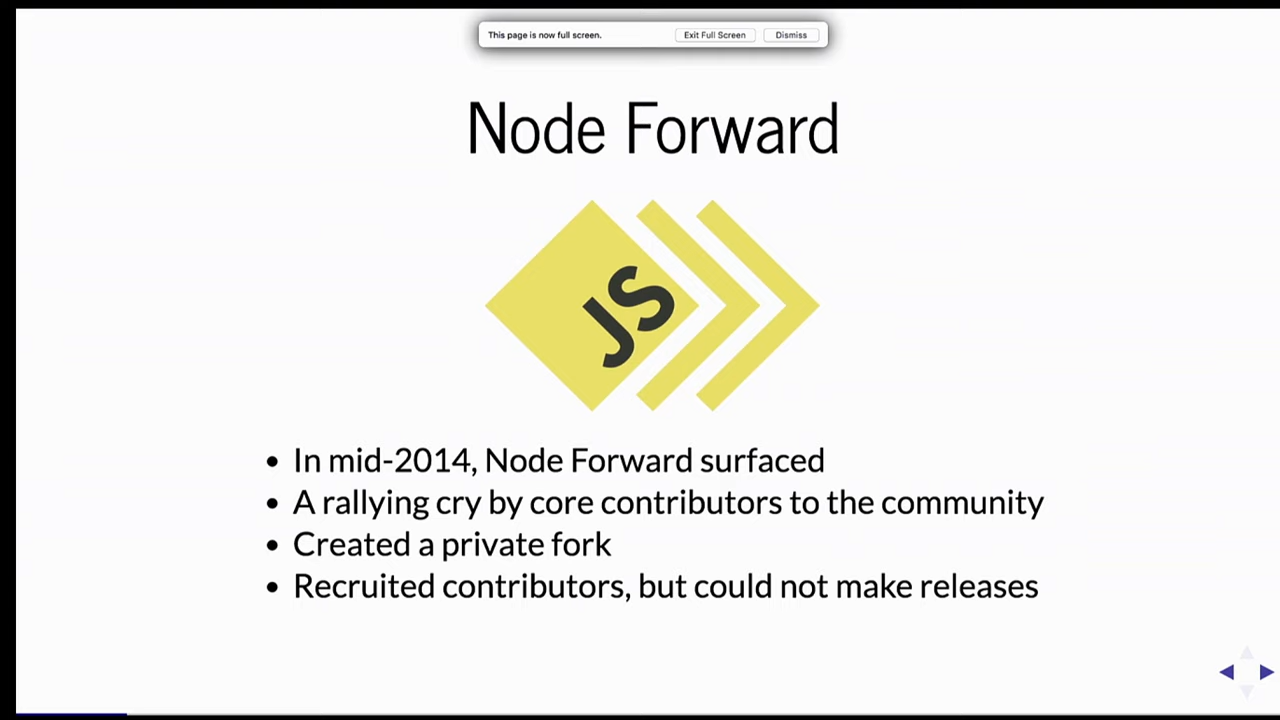 This page is now full screen. Exit Full Screen Dismiss
Node Forward
JS
• In mid-2014, Node Forward surfaced
• A rallying cry by core contributors to the community
• Created a private fork
• Recruited contributors, but could not make releases